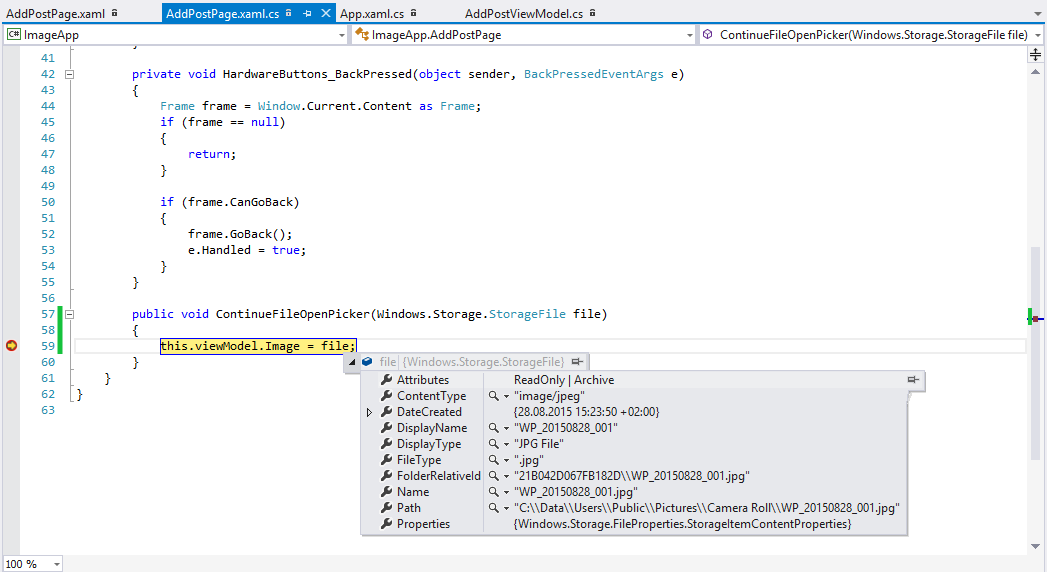 AddPostPage.xaml AddPostPage.xaml.cs App.xaml.cs AddPostViewModel.cs
C# ImageApp ImageApp.AddPostPage ContinueFileOpenPicker(Windows.Storage.StorageFile file)
41
42 private void HardwareButtons_BackPressed(object sender, BackPressedEventArgs e)
43 {
44 Frame frame = Window.Current.Content as Frame;
45 if (frame == null)
46 {
47 return;
48 }
49
50 if (frame.CanGoBack)
51 {
52 frame.GoBack();
53 e.Handled = true;
54 }
55 }
56
57 public void ContinueFileOpenPicker(Windows.Storage.StorageFile file)
58 {
59 this.viewModel.Image = file;
60 }
61 }
62 }
63
file {Windows.Storage.StorageFile}
Attributes ReadOnly | Archive
ContentType "image/jpeg"
DateCreated {28.08.2015 15:23:50 +02:00}
DisplayName "WP_20150828_001"
DisplayType "JPG File"
FileType ".jpg"
FolderRelativeId "21B042D067FB182D\\WP_20150828_001.jpg"
Name "WP_20150828_001.jpg"
Path "C:\\Data\\Users\\Public\\Pictures\\Camera Roll\\WP_20150828_001.jpg"
Properties {Windows.Storage.FileProperties.StorageItemContentProperties}
100 %